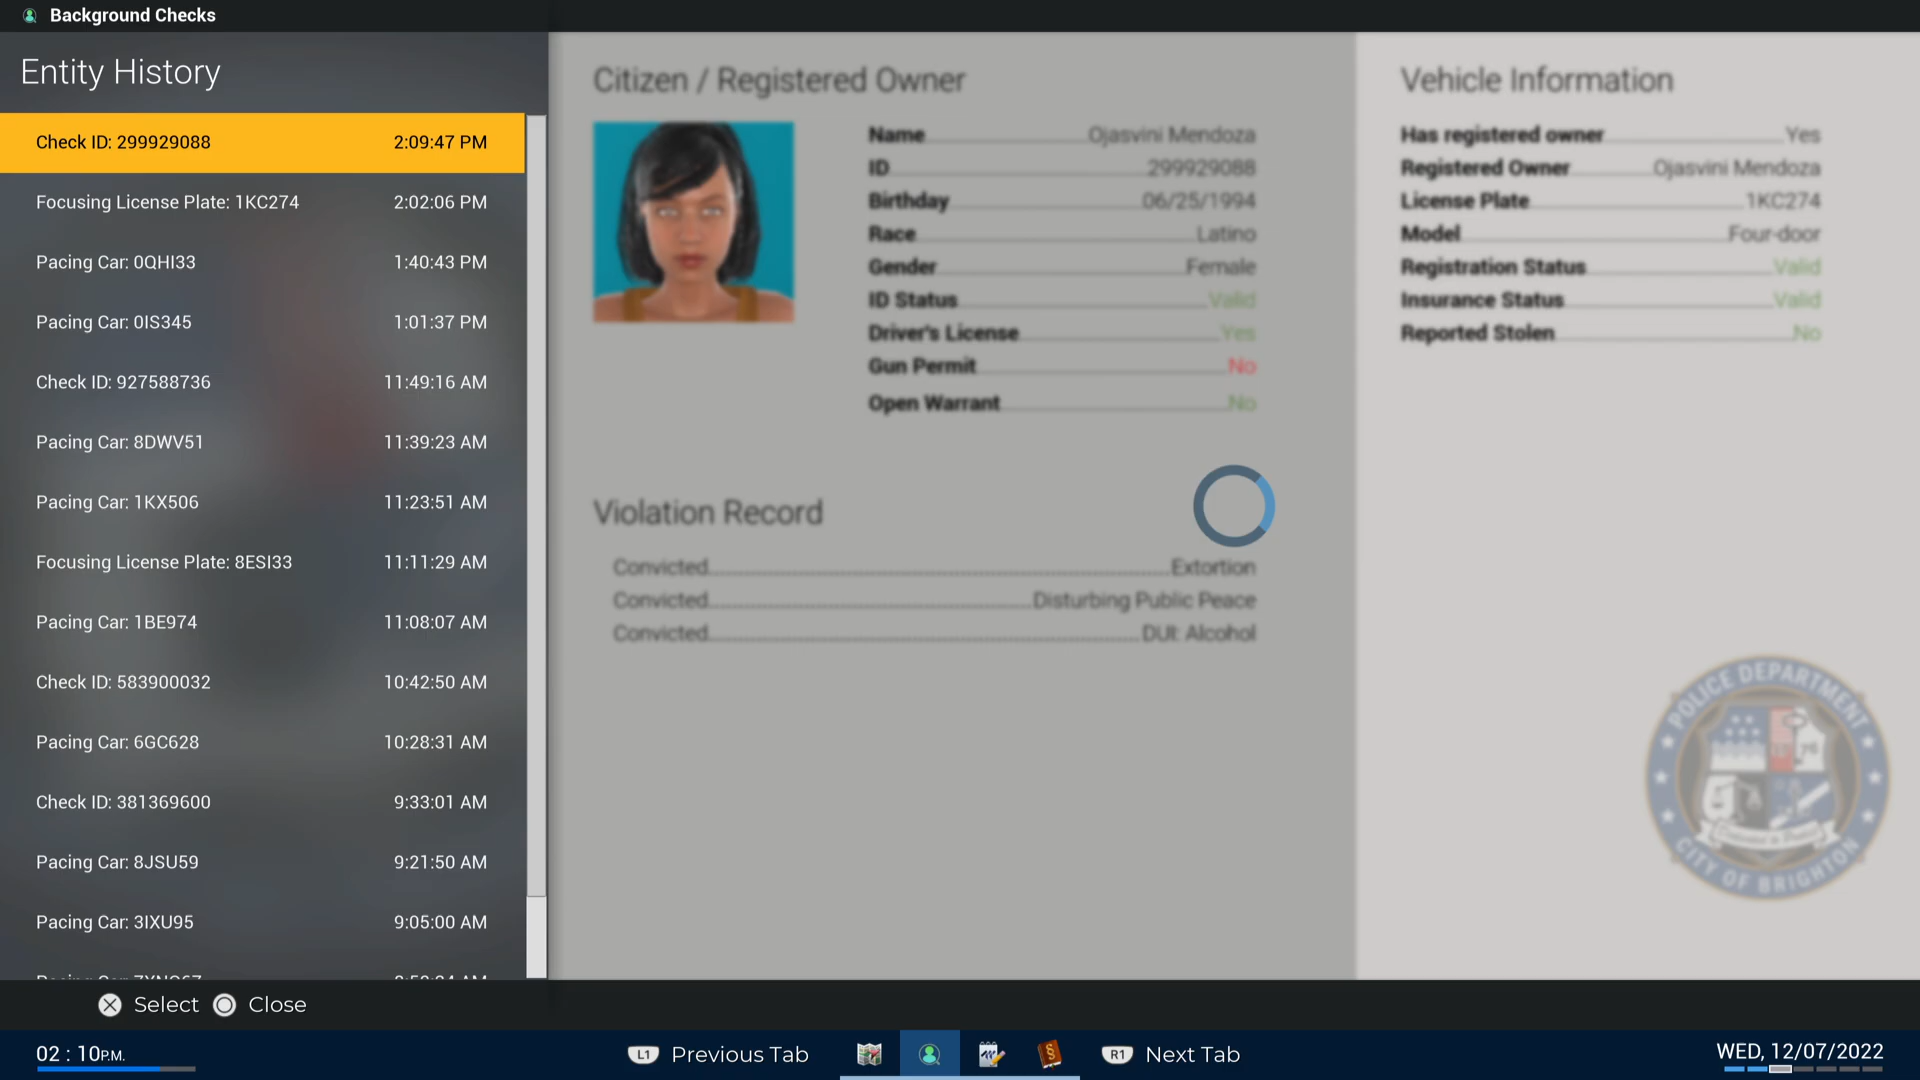 Background Checks
Entity History
Check ID: 299929088 2:09:47 PM
Focusing License Plate: 1KC274 2:02:06 PM
Pacing Car: 0QHI33 1:40:43 PM
Pacing Car: 0IS345 1:01:37 PM
Check ID: 927588736 11:49:16 AM
Pacing Car: 8DWV51 11:39:23 AM
Pacing Car: 1KX506 11:23:51 AM
Focusing License Plate: 8ESI33 11:11:29 AM
Pacing Car: 1BE974 11:08:07 AM
Check ID: 583900032 10:42:50 AM
Pacing Car: 6GC628 10:28:31 AM
Check ID: 381369600 9:33:01 AM
Pacing Car: 8JSU59 9:21:50 AM
Pacing Car: 3IXU95 9:05:00 AM
Pacing Car:
Citizen / Registered Owner
Name Ojasvini Mendoza
ID 299929088
Birthday 06/25/1994
Race Latino
Gender Female
ID Status Valid
Driver's License Yes
Gun Permit No
Open Warrant No
Violation Record
Convicted Extortion
Convicted Disturbing Public Peace
Convicted DUI: Alcohol
Vehicle Information
Has registered owner Yes
Registered Owner Ojasvini Mendoza
License Plate 1KC274
Model Four-door
Registration Status Valid
Insurance Status Valid
Reported Stolen No
POLICE DEPARTMENT
CITY OF BRIGHTON
Select Close
02 : 10 P.M.
L1 Previous Tab
R1 Next Tab
WED, 12/07/2022